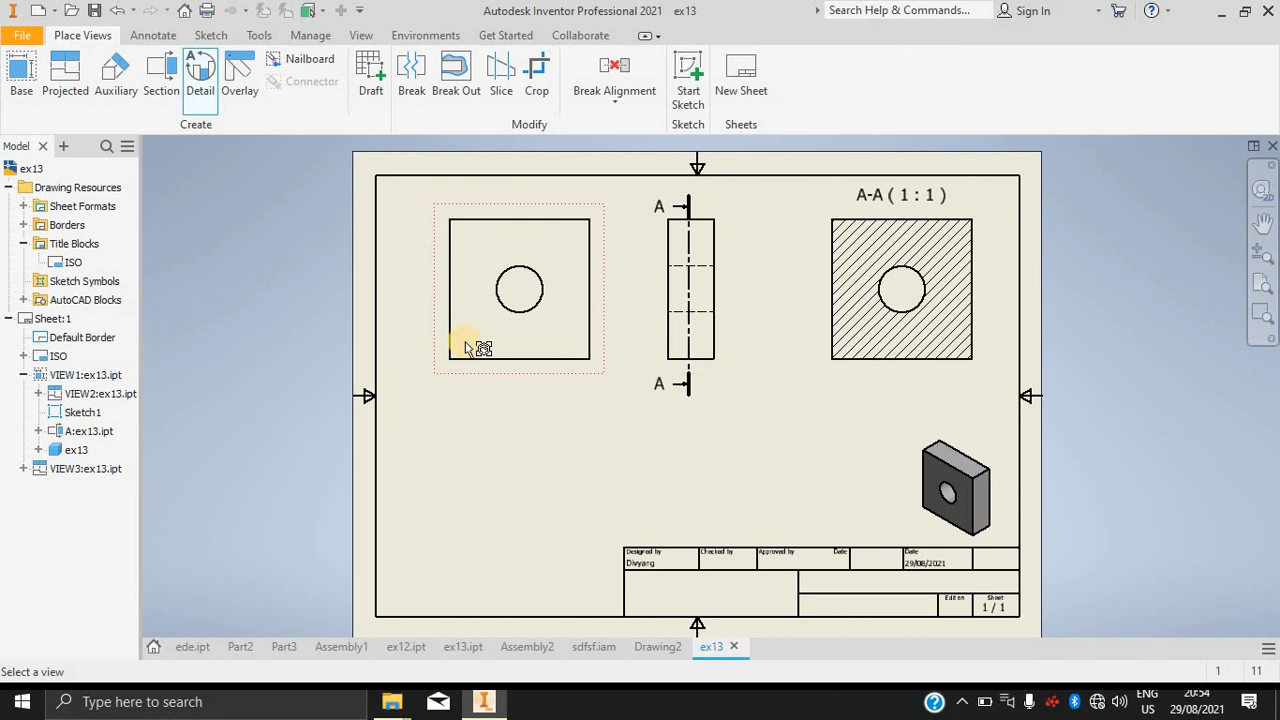 Autodesk Inventor Professional 2021 ex13
Search Help & Commands...
Sign In
File
Place Views
Annotate
Sketch
Tools
Manage
View
Environments
Get Started
Collaborate
Base
Projected
Auxiliary
Section
Detail
Overlay
Nailboard
Connector
Draft
Break
Break Out
Slice
Crop
Break Alignment
Start
Sketch
New Sheet
Create
Modify
Sketch
Sheets
Model
ex13
Drawing Resources
Sheet Formats
Borders
Title Blocks
ISO
Sketch Symbols
AutoCAD Blocks
Sheet:1
Default Border
ISO
VIEW1:ex13.ipt
VIEW2:ex13.ipt
Sketch1
A:ex13.ipt
ex13
VIEW3:ex13.ipt
A
A
A-A ( 1 : 1 )
Designed by
Divyang
Checked by
Approved by
Date
Date
29/08/2021
Edition
Sheet
1 / 1
ede.ipt
Part2
Part3
Assembly1
ex12.ipt
ex13.ipt
Assembly2
sdfsf.iam
Drawing2
ex13
Select a view
1
11
Type here to search
ENG
US
20:54
29/08/2021